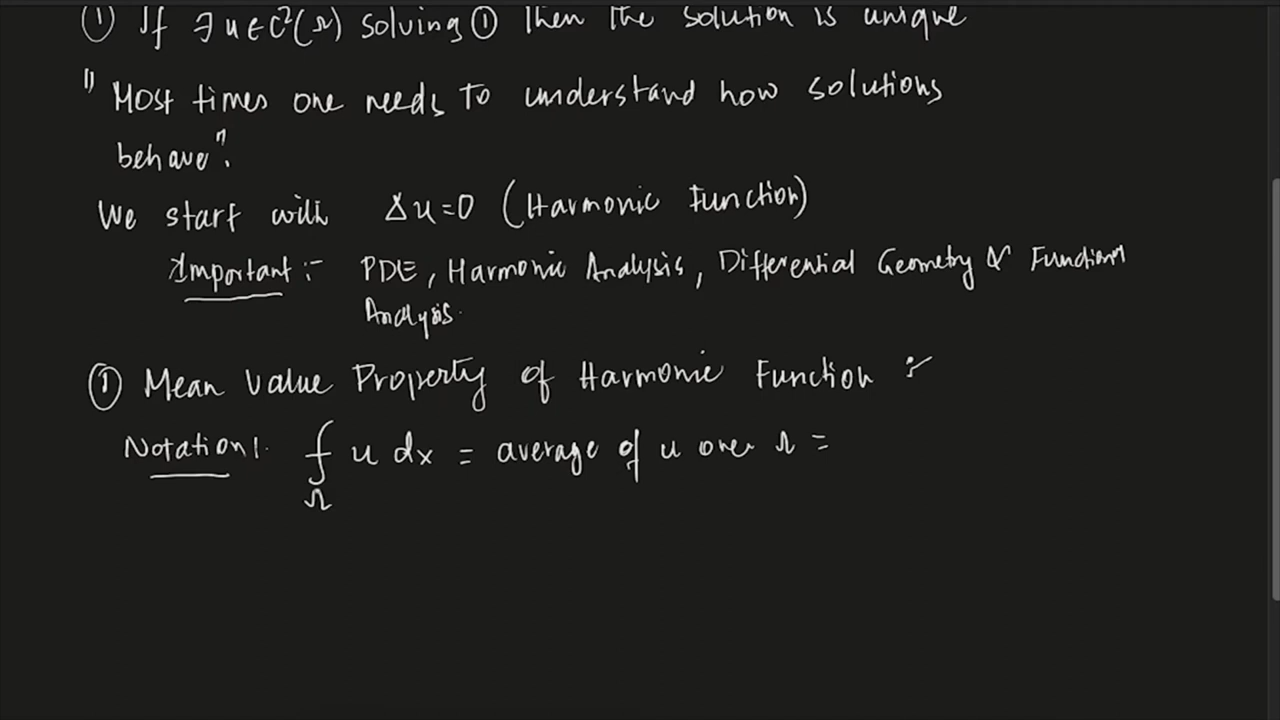 ① If ∃ u ∈ C²(Ω) solving ① Then the solution is unique
" Most times one needs to understand how solutions
behave".
We start with Δu=0 (Harmonic Function)
Important :- PDE, Harmonic Analysis, Differential Geometry & Functional
Analysis.
① Mean Value Property of Harmonic Function :-
Notation!. ⨍_Ω u dx = average of u over Ω =